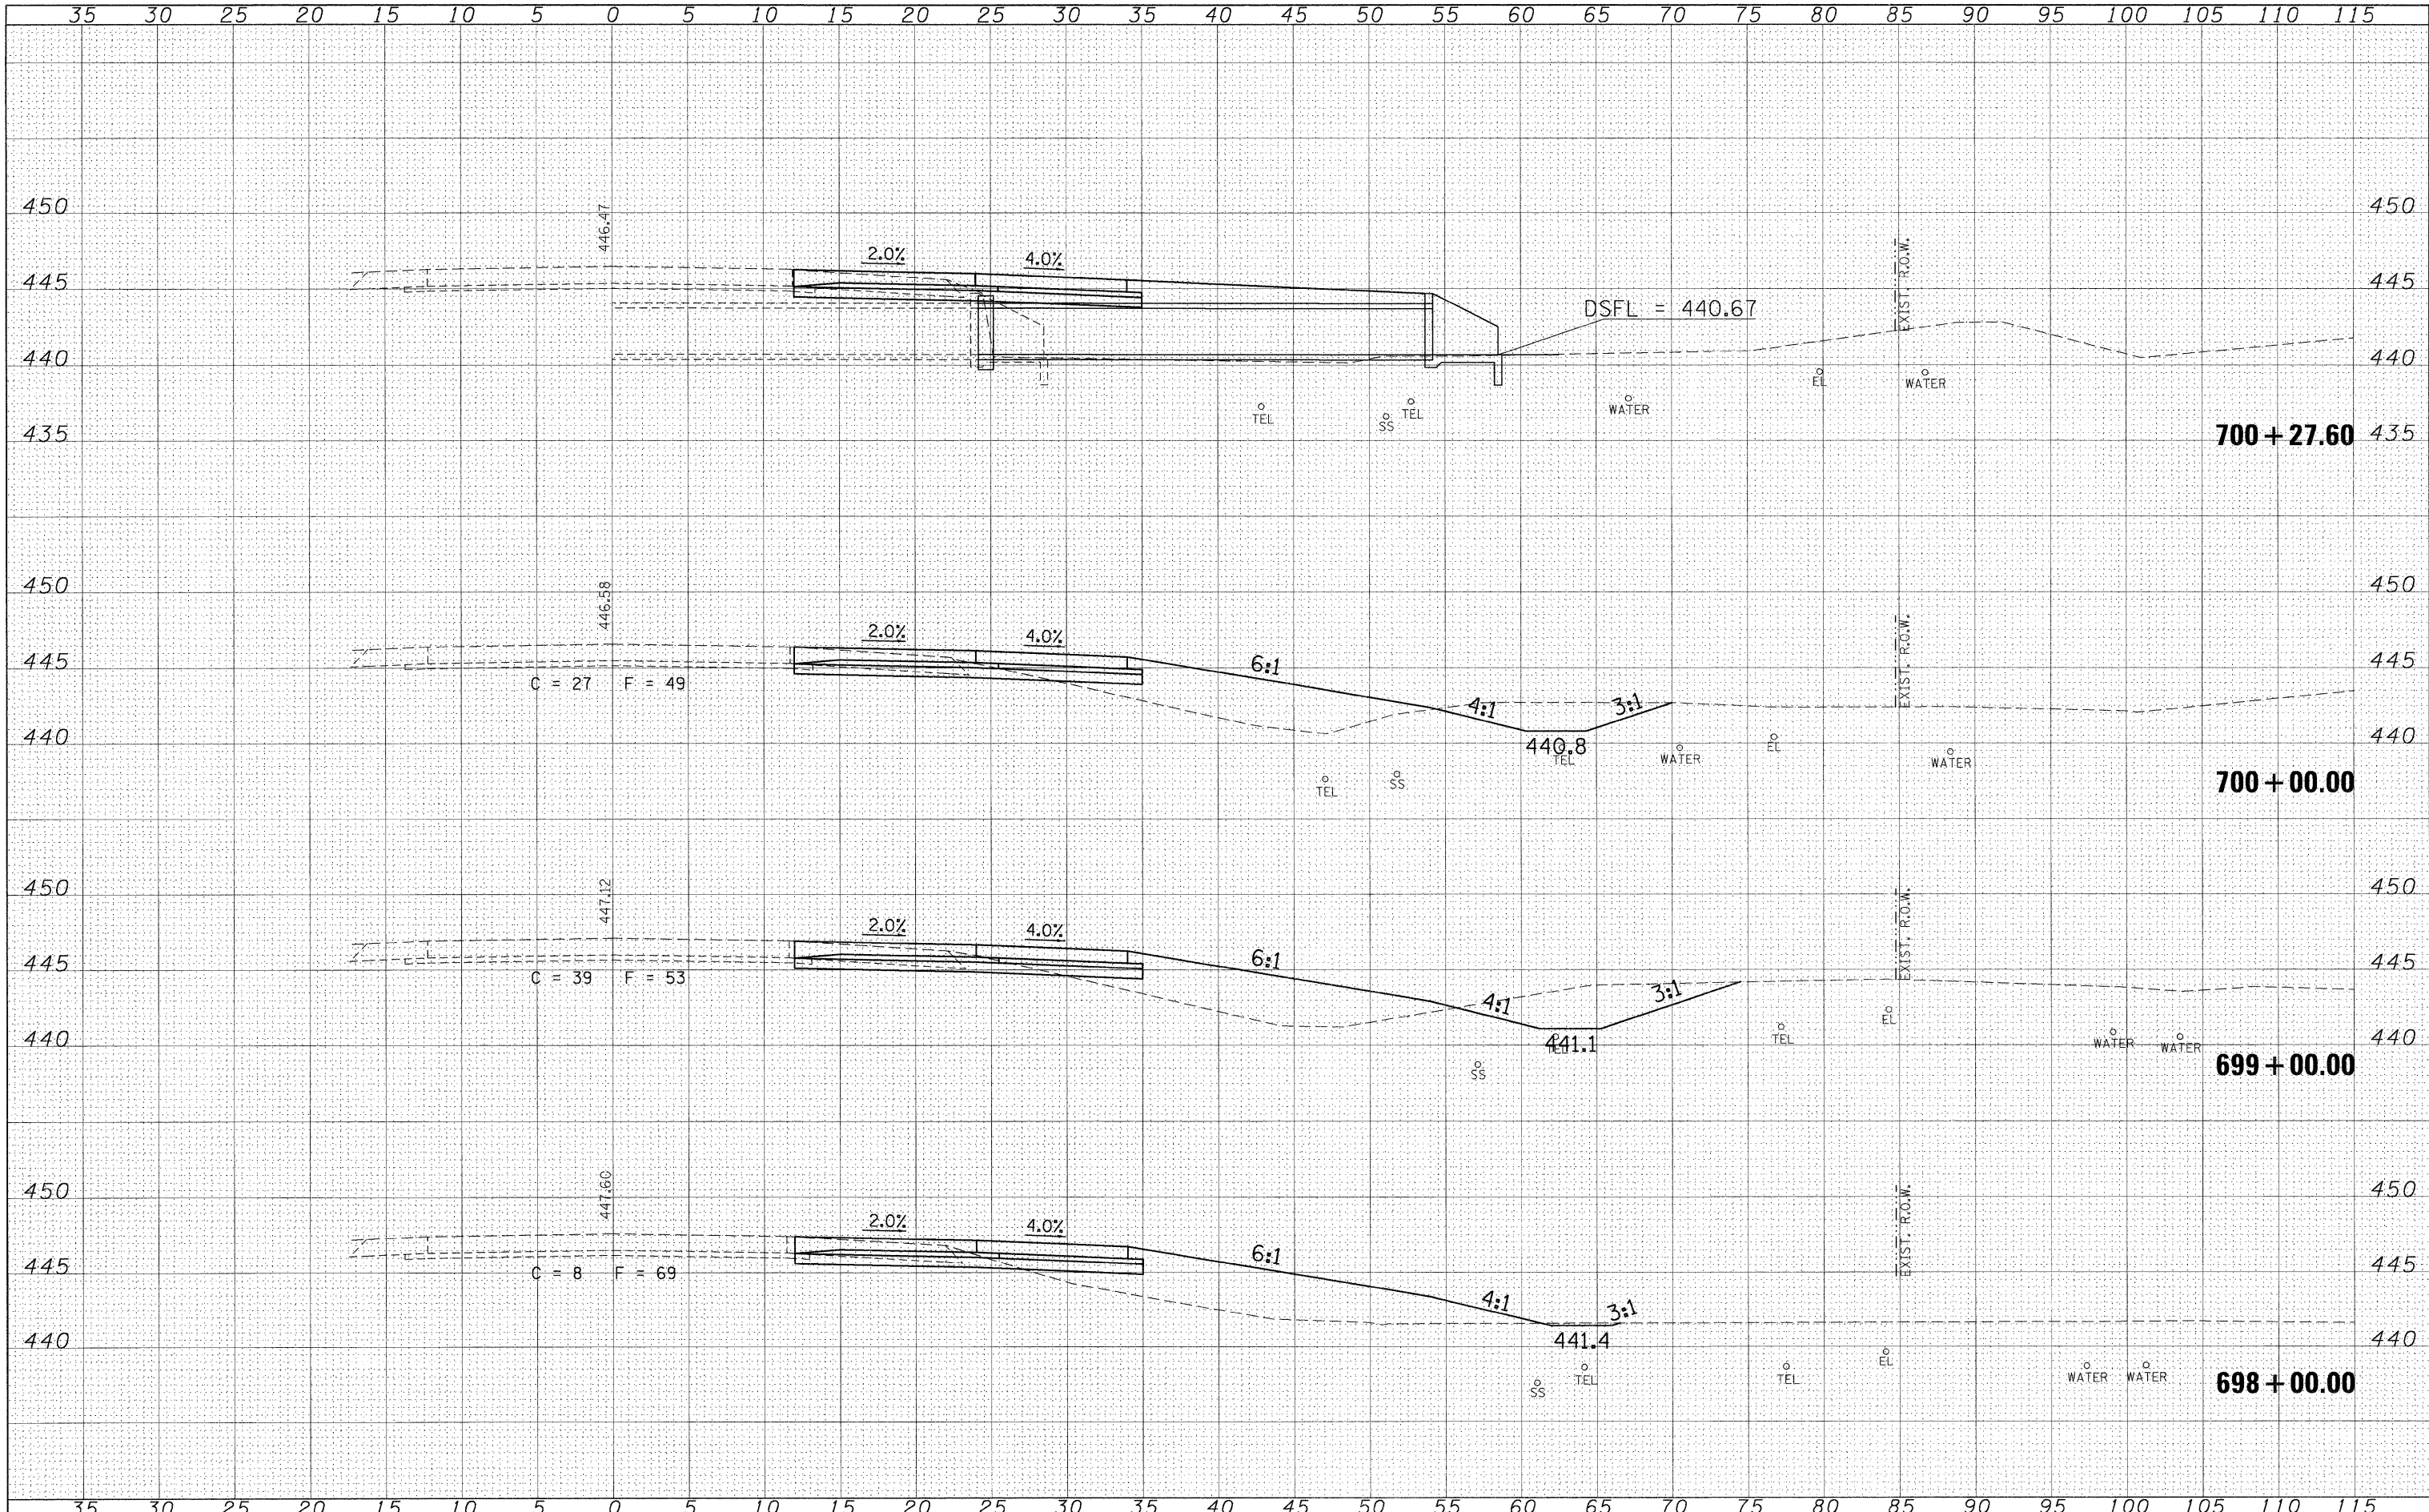 35 30 25 20 15 10 5 0 5 10 15 20 25 30 35 40 45 50 55 60 65 70 75 80 85 90 95 100 105 110 115
450 446.47 450
2.0% 4.0%
EXIST. R.O.W.
445 445
DSFL = 440.67
440 440
EL WATER
TEL SS TEL WATER
435 700+27.60 435
450 446.58 450
2.0% 4.0%
EXIST. R.O.W.
445 6:1 445
C = 27 F = 49
4:1 3:1
440 440.8 440
TEL WATER EL WATER
TEL SS
700+00.00
450 447.12 450
2.0% 4.0%
EXIST. R.O.W.
445 6:1 445
C = 39 F = 53
4:1 3:1
440 441.1 440
TEL TEL EL WATER WATER
SS
699+00.00
450 447.60 450
2.0% 4.0%
EXIST. R.O.W.
445 6:1 445
C = 8 F = 69
4:1 3:1
440 441.4 440
SS TEL TEL EL WATER WATER
698+00.00
35 30 25 20 15 10 5 0 5 10 15 20 25 30 35 40 45 50 55 60 65 70 75 80 85 90 95 100 105 110 115